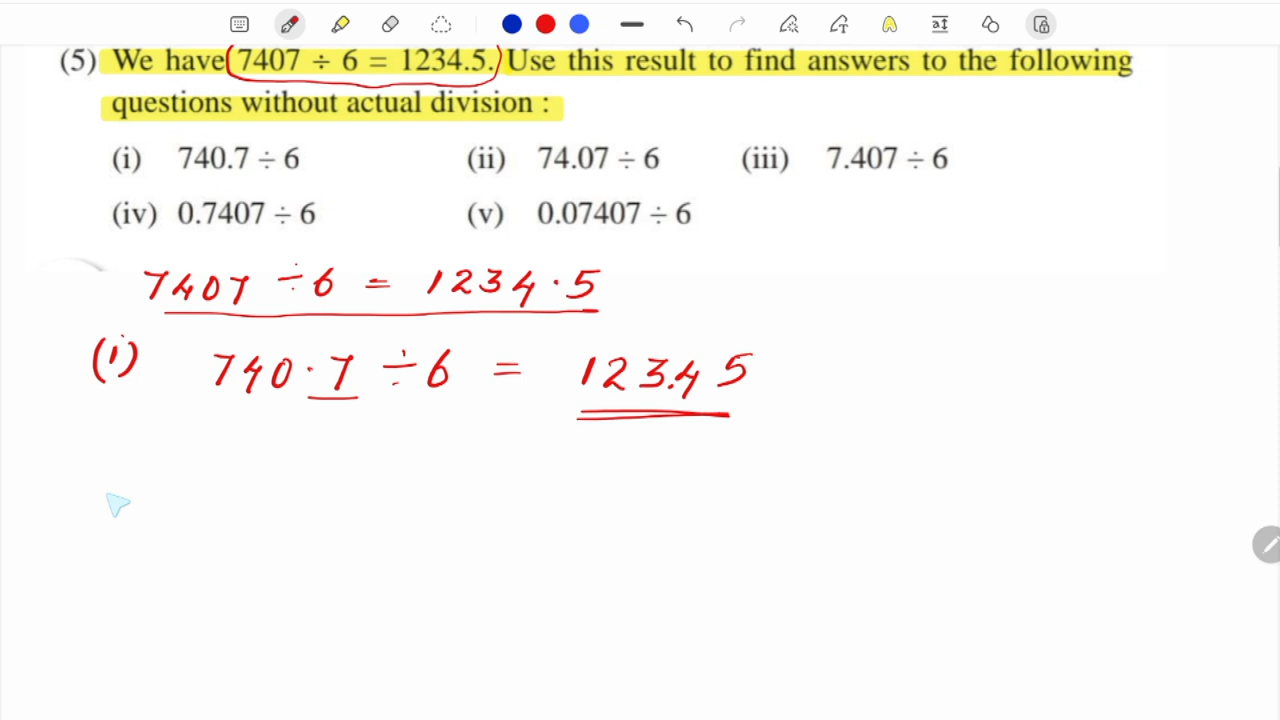 (5) We have 7407 ÷ 6 = 1234.5. Use this result to find answers to the following
questions without actual division :
(i) 740.7 ÷ 6 (ii) 74.07 ÷ 6 (iii) 7.407 ÷ 6
(iv) 0.7407 ÷ 6 (v) 0.07407 ÷ 6
7407 ÷ 6 = 1234.5
(i) 740.7 ÷ 6 = 123.45